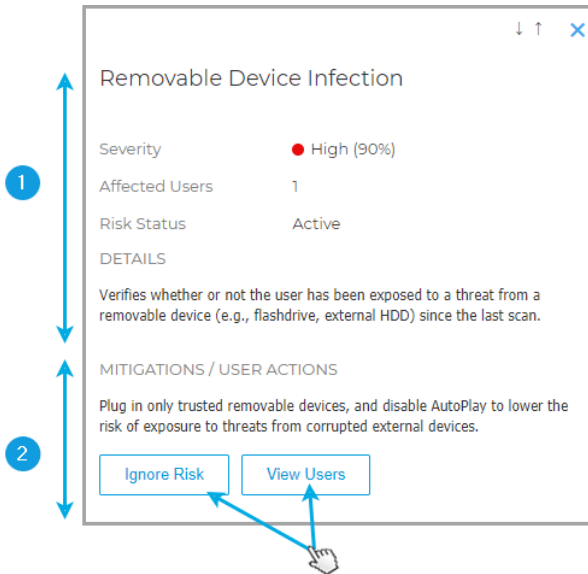 Removable Device Infection
1
Severity High (90%)
Affected Users 1
Risk Status Active
DETAILS
Verifies whether or not the user has been exposed to a threat from a
removable device (e.g., flashdrive, external HDD) since the last scan.
MITIGATIONS / USER ACTIONS
Plug in only trusted removable devices, and disable AutoPlay to lower the
risk of exposure to threats from corrupted external devices.
2
Ignore Risk View Users